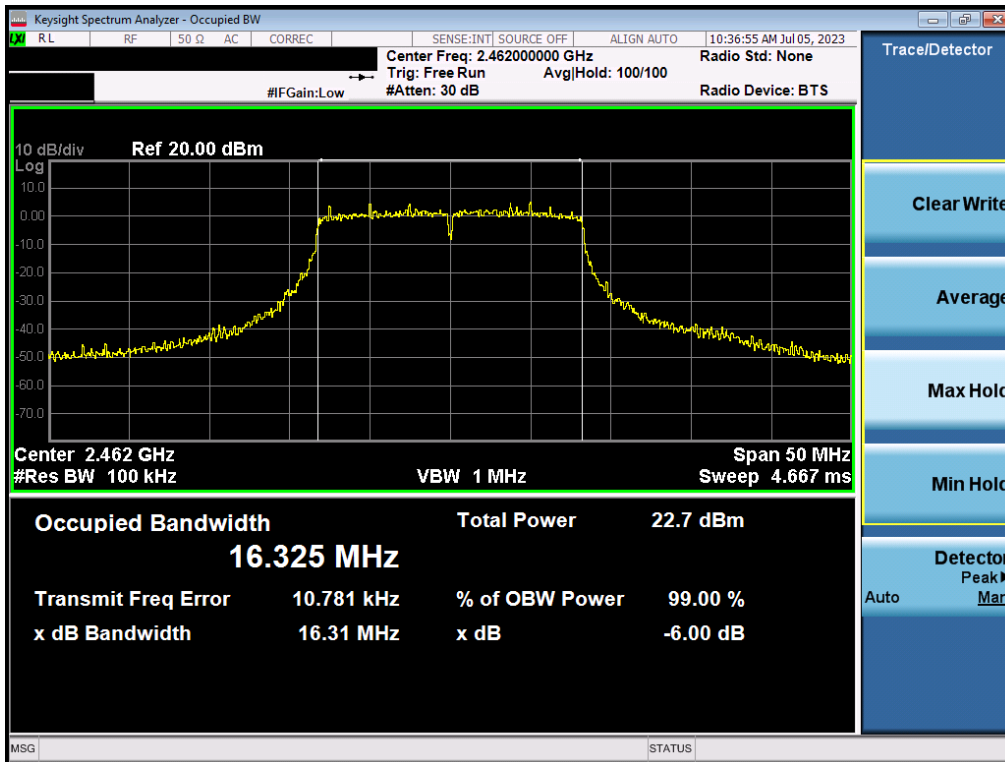 Keysight Spectrum Analyzer - Occupied BW
LXI RL RF 50 Ω AC CORREC SENSE:INT SOURCE OFF ALIGN AUTO 10:36:55 AM Jul 05, 2023
Center Freq: 2.462000000 GHz Radio Std: None
Trig: Free Run Avg|Hold: 100/100
#IFGain:Low #Atten: 30 dB Radio Device: BTS
Trace/Detector
10 dB/div Ref 20.00 dBm
Log
10.0
0.00
-10.0
-20.0
-30.0
-40.0
-50.0
-60.0
-70.0
Center 2.462 GHz Span 50 MHz
#Res BW 100 kHz VBW 1 MHz Sweep 4.667 ms
Occupied Bandwidth Total Power 22.7 dBm
16.325 MHz
Transmit Freq Error 10.781 kHz % of OBW Power 99.00 %
x dB Bandwidth 16.31 MHz x dB -6.00 dB
Clear Write
Average
Max Hold
Min Hold
Detector
Peak
Auto Man
MSG STATUS